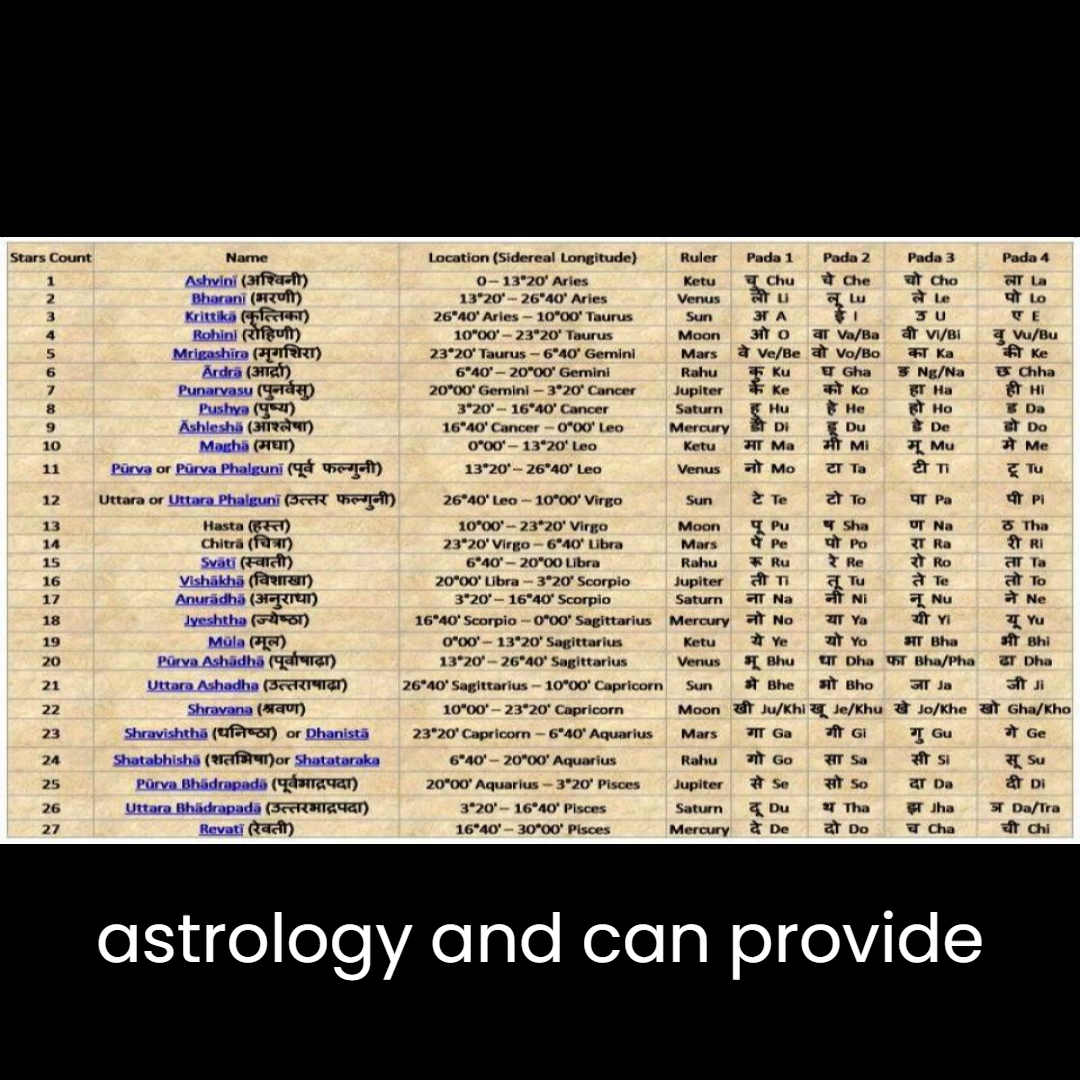 Stars Count Name Location (Sidereal Longitude) Ruler Pada 1 Pada 2 Pada 3 Pada 4
1 Ashvinī (अश्विनी) 0 – 13°20' Aries Ketu चु Chu चे Che चो Cho ला La
2 Bharanī (भरणी) 13°20' – 26°40' Aries Venus ली Li लू Lu ले Le पो Lo
3 Krittikā (कृत्तिका) 26°40' Aries – 10°00' Taurus Sun अ A ई I उ U ए E
4 Rohini (रोहिणी) 10°00' – 23°20' Taurus Moon ओ O वा Va/Ba वी Vi/Bi वु Vu/Bu
5 Mrigashīra (मृगशिरा) 23°20' Taurus – 6°40' Gemini Mars वे Ve/Be वो Vo/Bo का Ka की Ke
6 Ārdrā (आर्द्रा) 6°40' – 20°00' Gemini Rahu कु Ku घ Gha ङ Ng/Na छ Chha
7 Punarvasu (पुनर्वसु) 20°00' Gemini – 3°20' Cancer Jupiter के Ke को Ko हा Ha ही Hi
8 Pushya (पुष्य) 3°20' – 16°40' Cancer Saturn हु Hu हे He हो Ho ड Da
9 Āshleshā (आश्लेषा) 16°40' Cancer – 0°00' Leo Mercury डी Di डू Du डे De डो Do
10 Maghā (मघा) 0°00' – 13°20' Leo Ketu मा Ma मी Mi मू Mu मे Me
11 Pūrva or Pūrva Phalgunī (पूर्व फल्गुनी) 13°20' – 26°40' Leo Venus नो Mo टा Ta टी Ti टू Tu
12 Uttara or Uttara Phalgunī (उत्तर फल्गुनी) 26°40' Leo – 10°00' Virgo Sun टे Te टो To पा Pa पी Pi
13 Hasta (हस्त) 10°00' – 23°20' Virgo Moon पू Pu ष Sha ण Na ठ Tha
14 Chitrā (चित्रा) 23°20' Virgo – 6°40' Libra Mars पे Pe पो Po रा Ra री Ri
15 Svātī (स्वाती) 6°40' – 20°00 Libra Rahu रू Ru रे Re रो Ro ता Ta
16 Vishākhā (विशाखा) 20°00' Libra – 3°20' Scorpio Jupiter ती Ti तू Tu ते Te तो To
17 Anurādhā (अनुराधा) 3°20' – 16°40' Scorpio Saturn ना Na नी Ni नू Nu ने Ne
18 Jyeshtha (ज्येष्ठा) 16°40' Scorpio – 0°00' Sagittarius Mercury नो No या Ya यी Yi यू Yu
19 Mūla (मूल) 0°00' – 13°20' Sagittarius Ketu ये Ye यो Yo भा Bha भी Bhi
20 Pūrva Ashādhā (पूर्वाषाढ़ा) 13°20' – 26°40' Sagittarius Venus भू Bhu धा Dha फा Bha/Pha ढा Dha
21 Uttara Ashadha (उत्तराषाढ़ा) 26°40' Sagittarius – 10°00' Capricorn Sun भे Bhe भो Bho जा Ja जी Ji
22 Shravana (श्रवण) 10°00' – 23°20' Capricorn Moon खी Ju/Khi खू Je/Khu खे Jo/Khe खो Gha/Kho
23 Shravishthā (धनिष्ठा) or Dhanistā 23°20' Capricorn – 6°40' Aquarius Mars गा Ga गी Gi गु Gu गे Ge
24 Shatabhishā (शतभिषा)or Shatataraka 6°40' – 20°00' Aquarius Rahu गो Go सा Sa सी Si सू Su
25 Pūrva Bhādrapadā (पूर्वभाद्रपदा) 20°00' Aquarius – 3°20' Pisces Jupiter से Se सो So दा Da दी Di
26 Uttara Bhādrapadā (उत्तरभाद्रपदा) 3°20' – 16°40' Pisces Saturn दू Du थ Tha झ Jha ञ Da/Tra
27 Revatī (रेवती) 16°40' – 30°00' Pisces Mercury दे De दो Do च Cha ची Chi
astrology and can provide